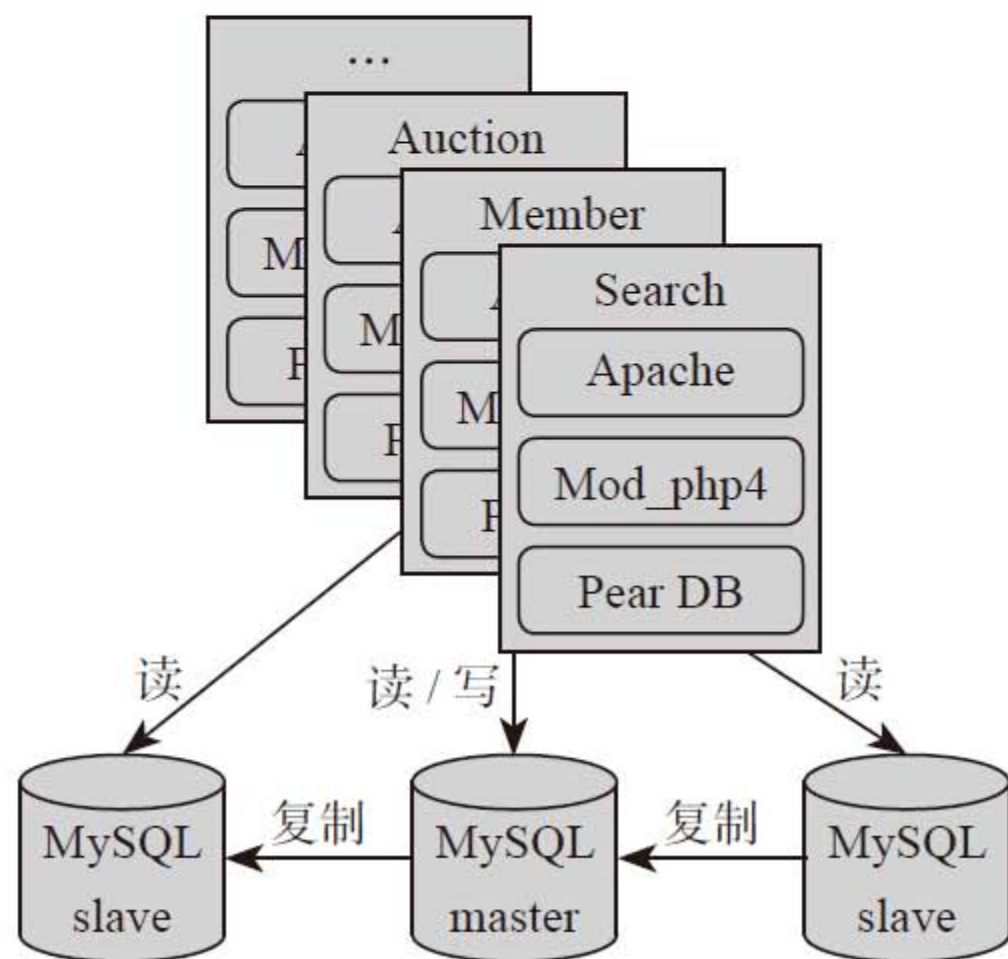 ...
Auction
Member
Search
Apache
Mod_php4
Pear DB
A
M
P
A
M
P
A
M
P
读
读 / 写
读
MySQL
slave
复制
MySQL
master
复制
MySQL
slave